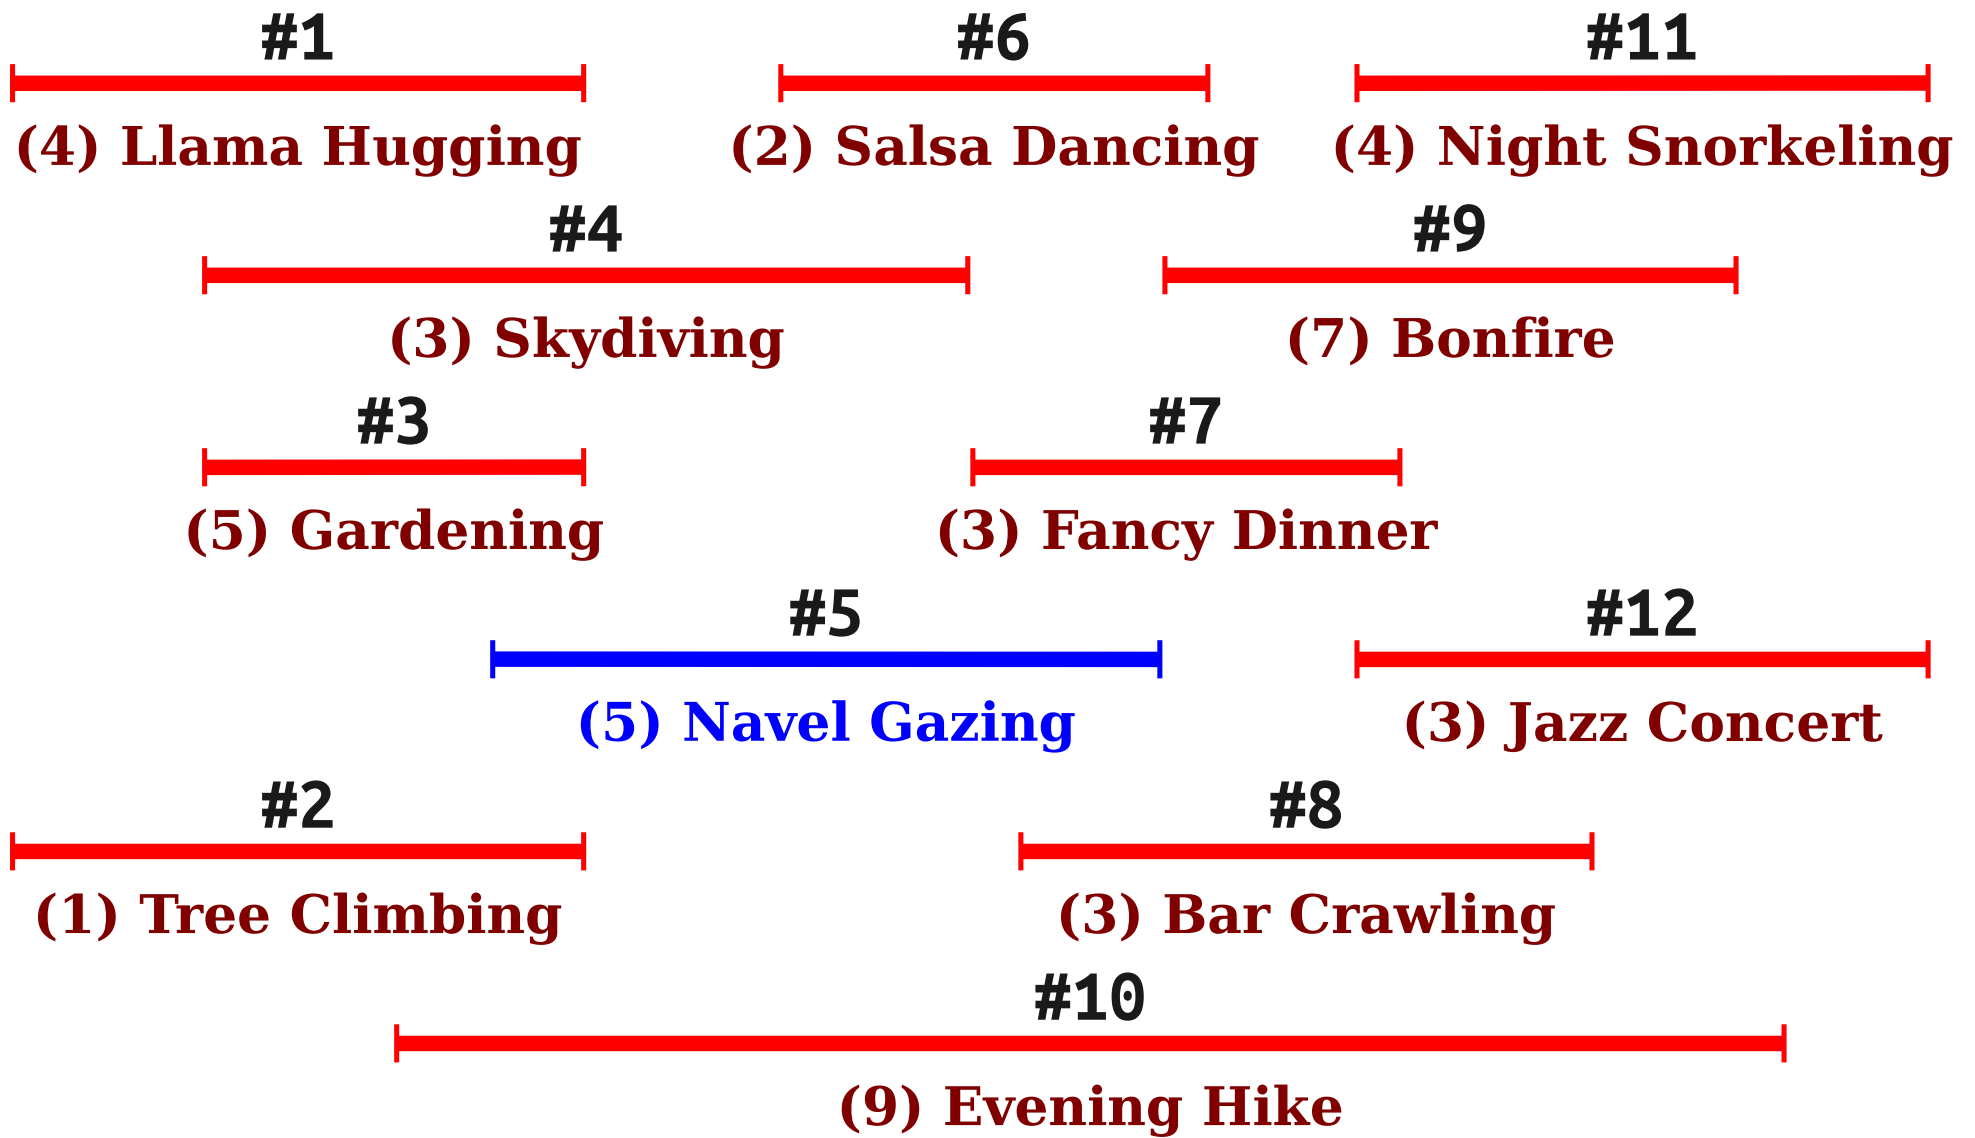 #1 #6 #11
(4) Llama Hugging (2) Salsa Dancing (4) Night Snorkeling
#4 #9
(3) Skydiving (7) Bonfire
#3 #7
(5) Gardening (3) Fancy Dinner
#5 #12
(5) Navel Gazing (3) Jazz Concert
#2 #8
(1) Tree Climbing (3) Bar Crawling
#10
(9) Evening Hike